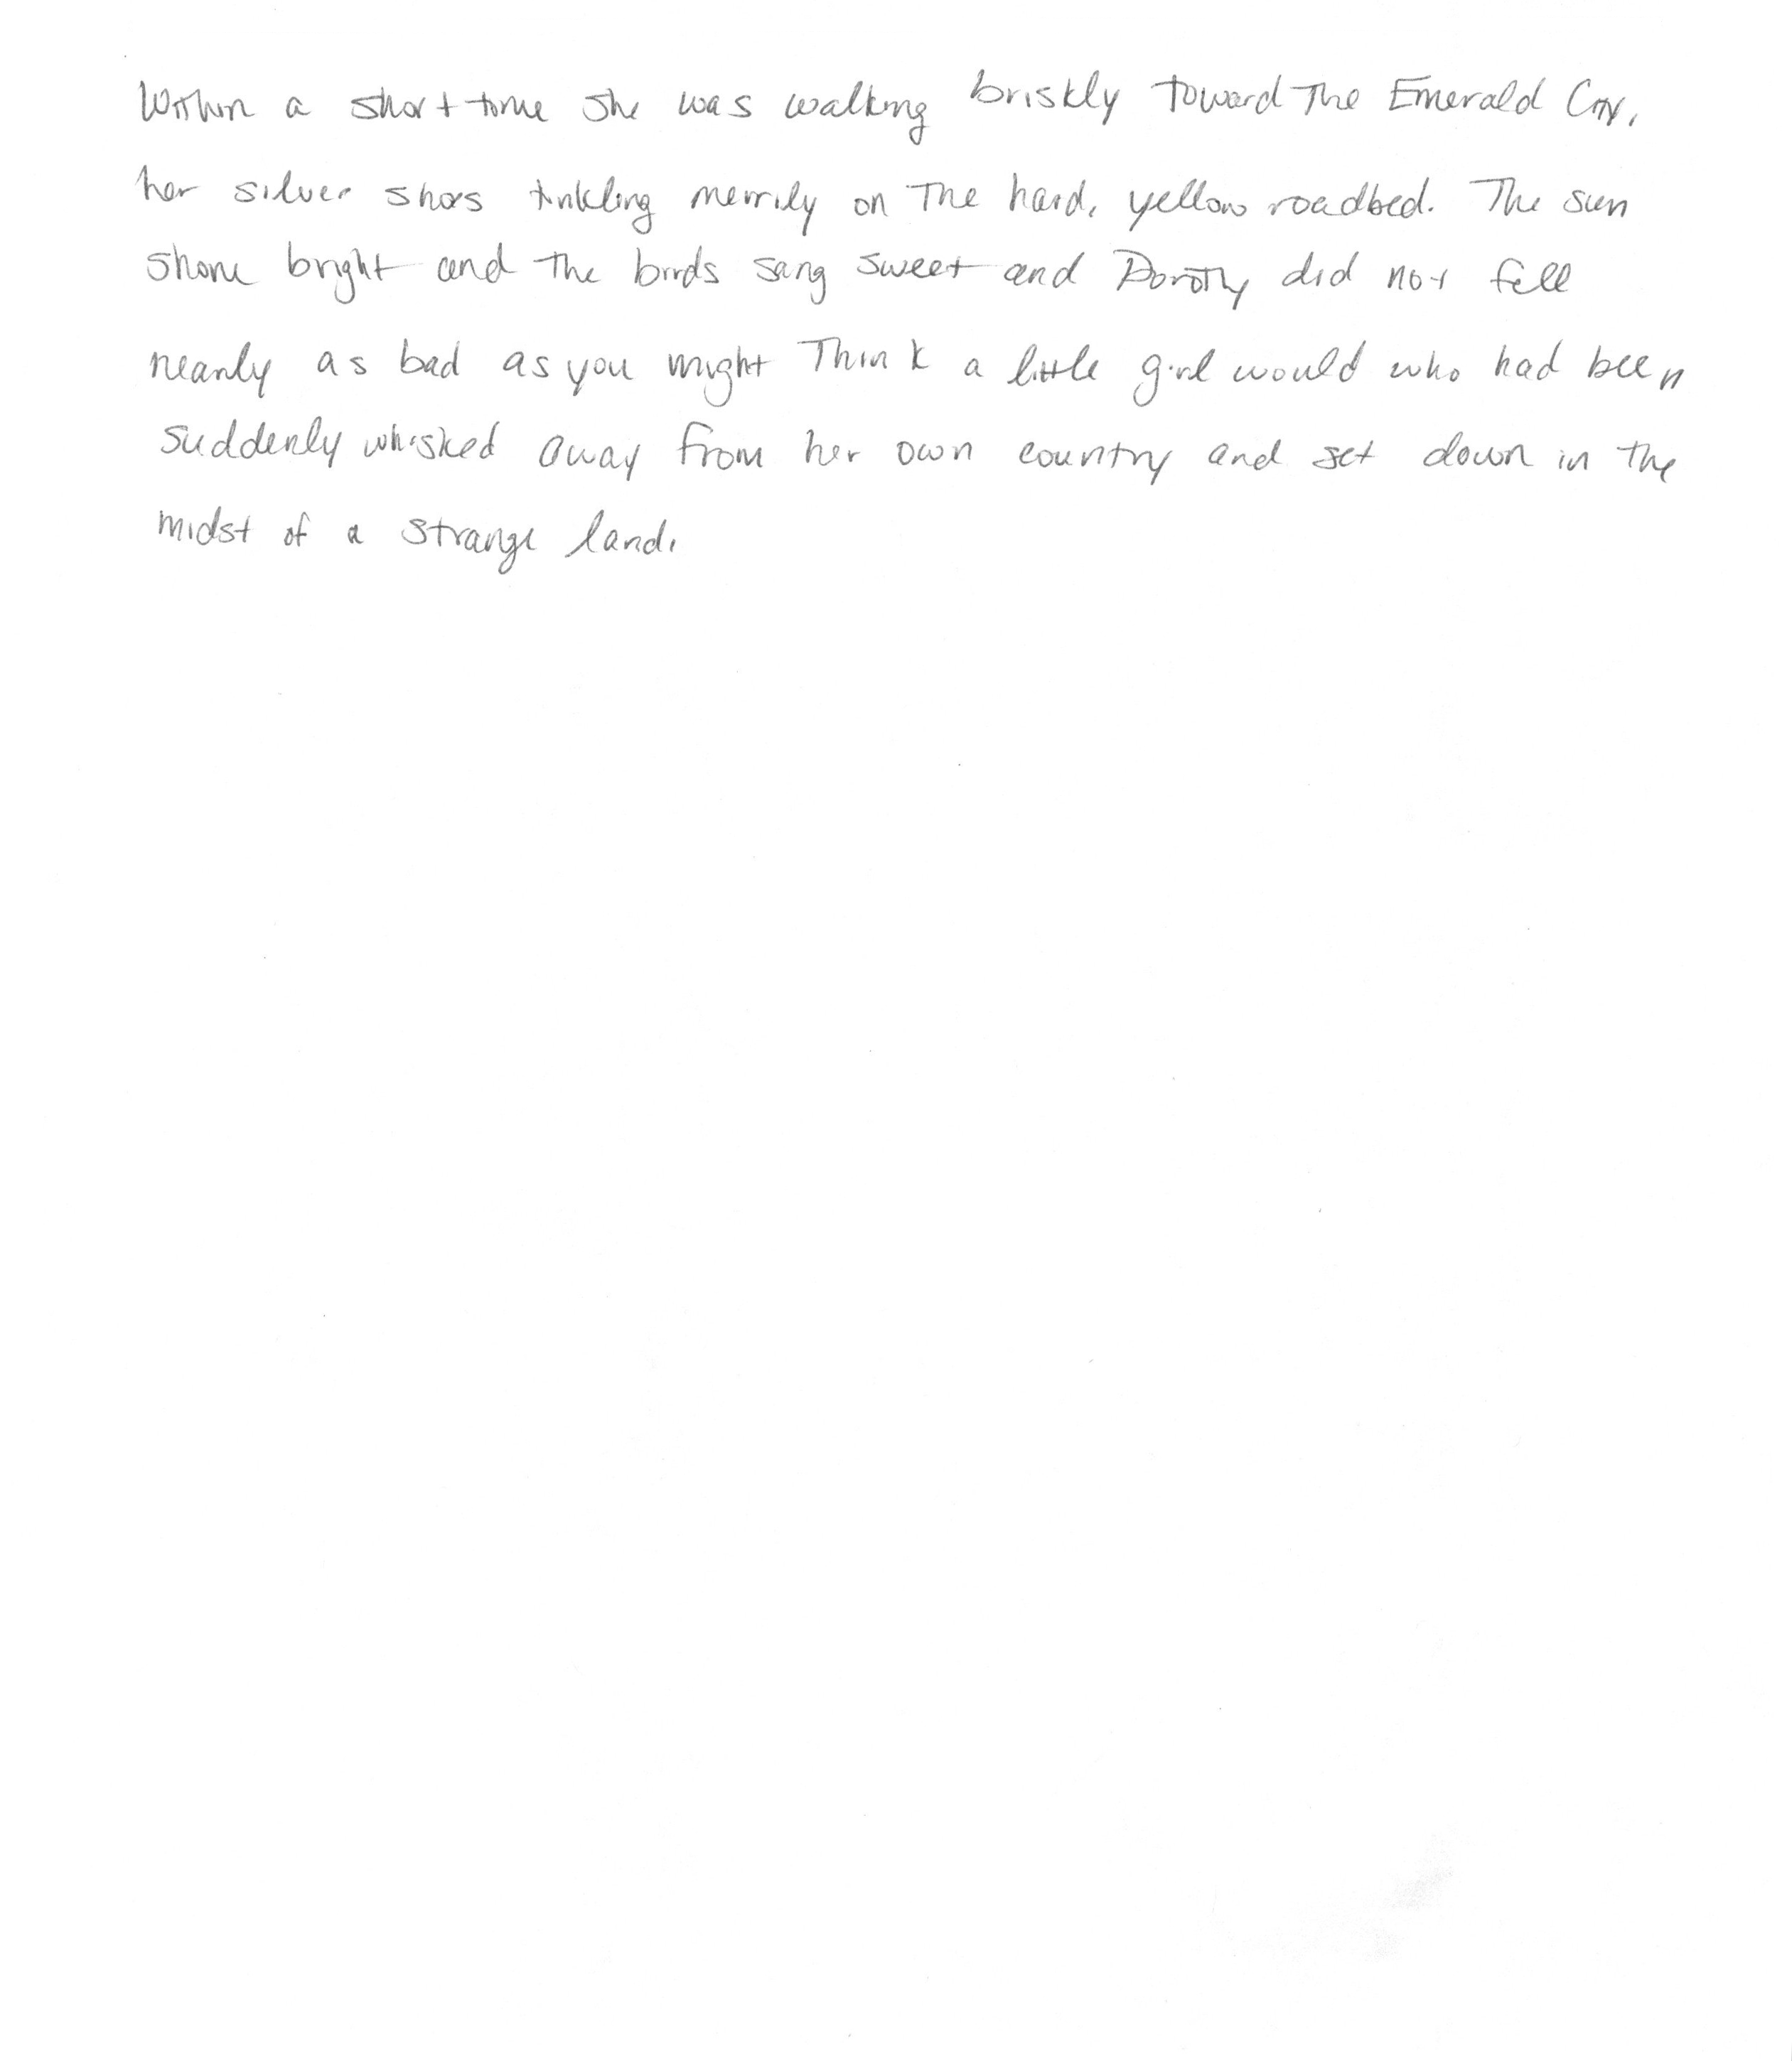 Within a short time she was walking briskly toward The Emerald City,
her silver shoes tinkling merrily on The hard, yellow roadbed. The sun
shone bright and the birds sang sweet and Dorothy did not fell
nearly as bad as you might Think a little girl would who had been
suddenly whisked away from her own country and set down in the
midst of a strange land.